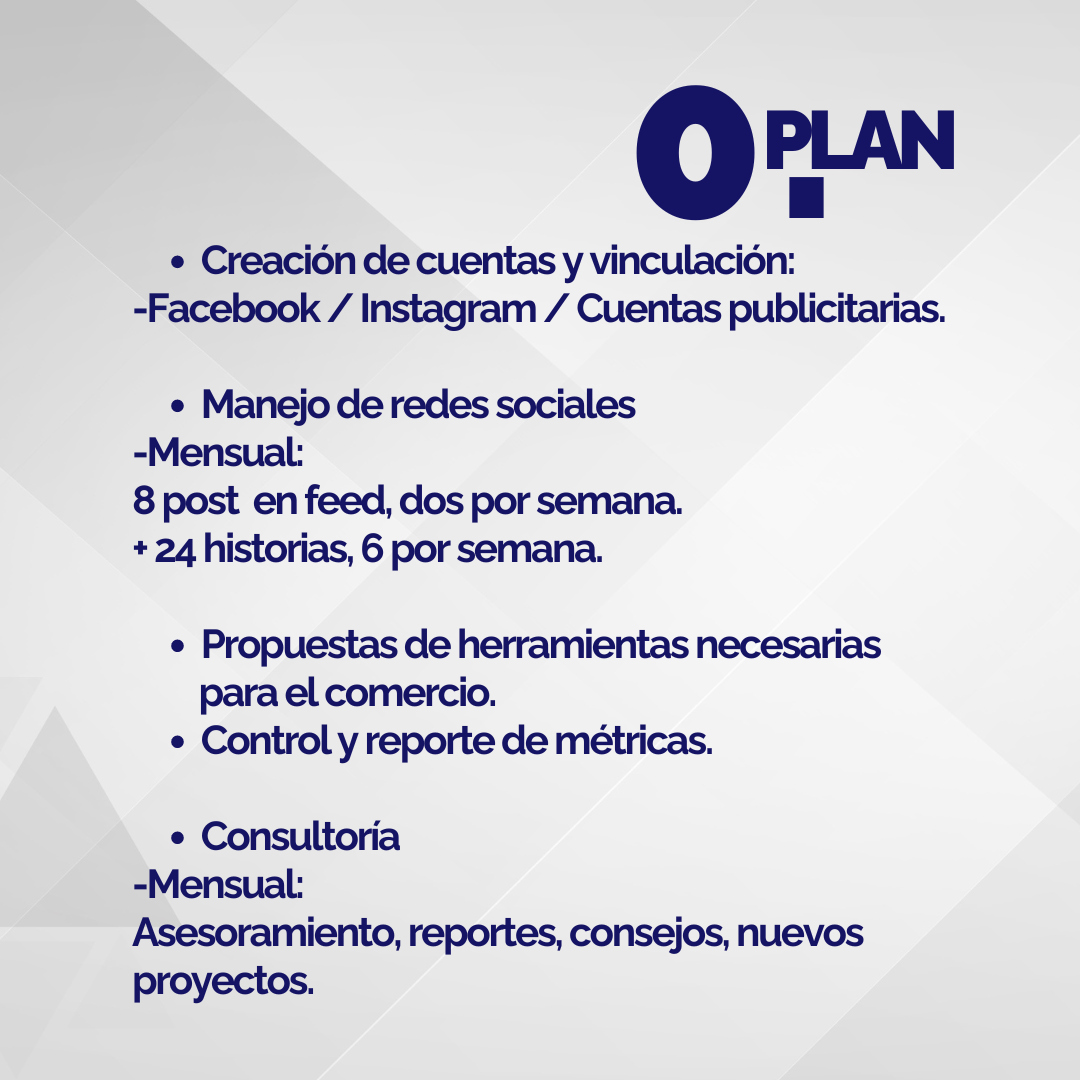 O. PLAN
• Creación de cuentas y vinculación:
-Facebook / Instagram / Cuentas publicitarias.
• Manejo de redes sociales
-Mensual:
8 post en feed, dos por semana.
+ 24 historias, 6 por semana.
• Propuestas de herramientas necesarias
para el comercio.
• Control y reporte de métricas.
• Consultoría
-Mensual:
Asesoramiento, reportes, consejos, nuevos
proyectos.